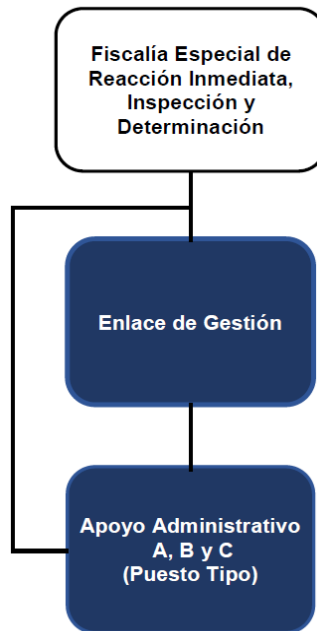 Fiscalía Especial de
Reacción Inmediata,
Inspección y
Determinación
Enlace de Gestión
Apoyo Administrativo
A, B y C
(Puesto Tipo)